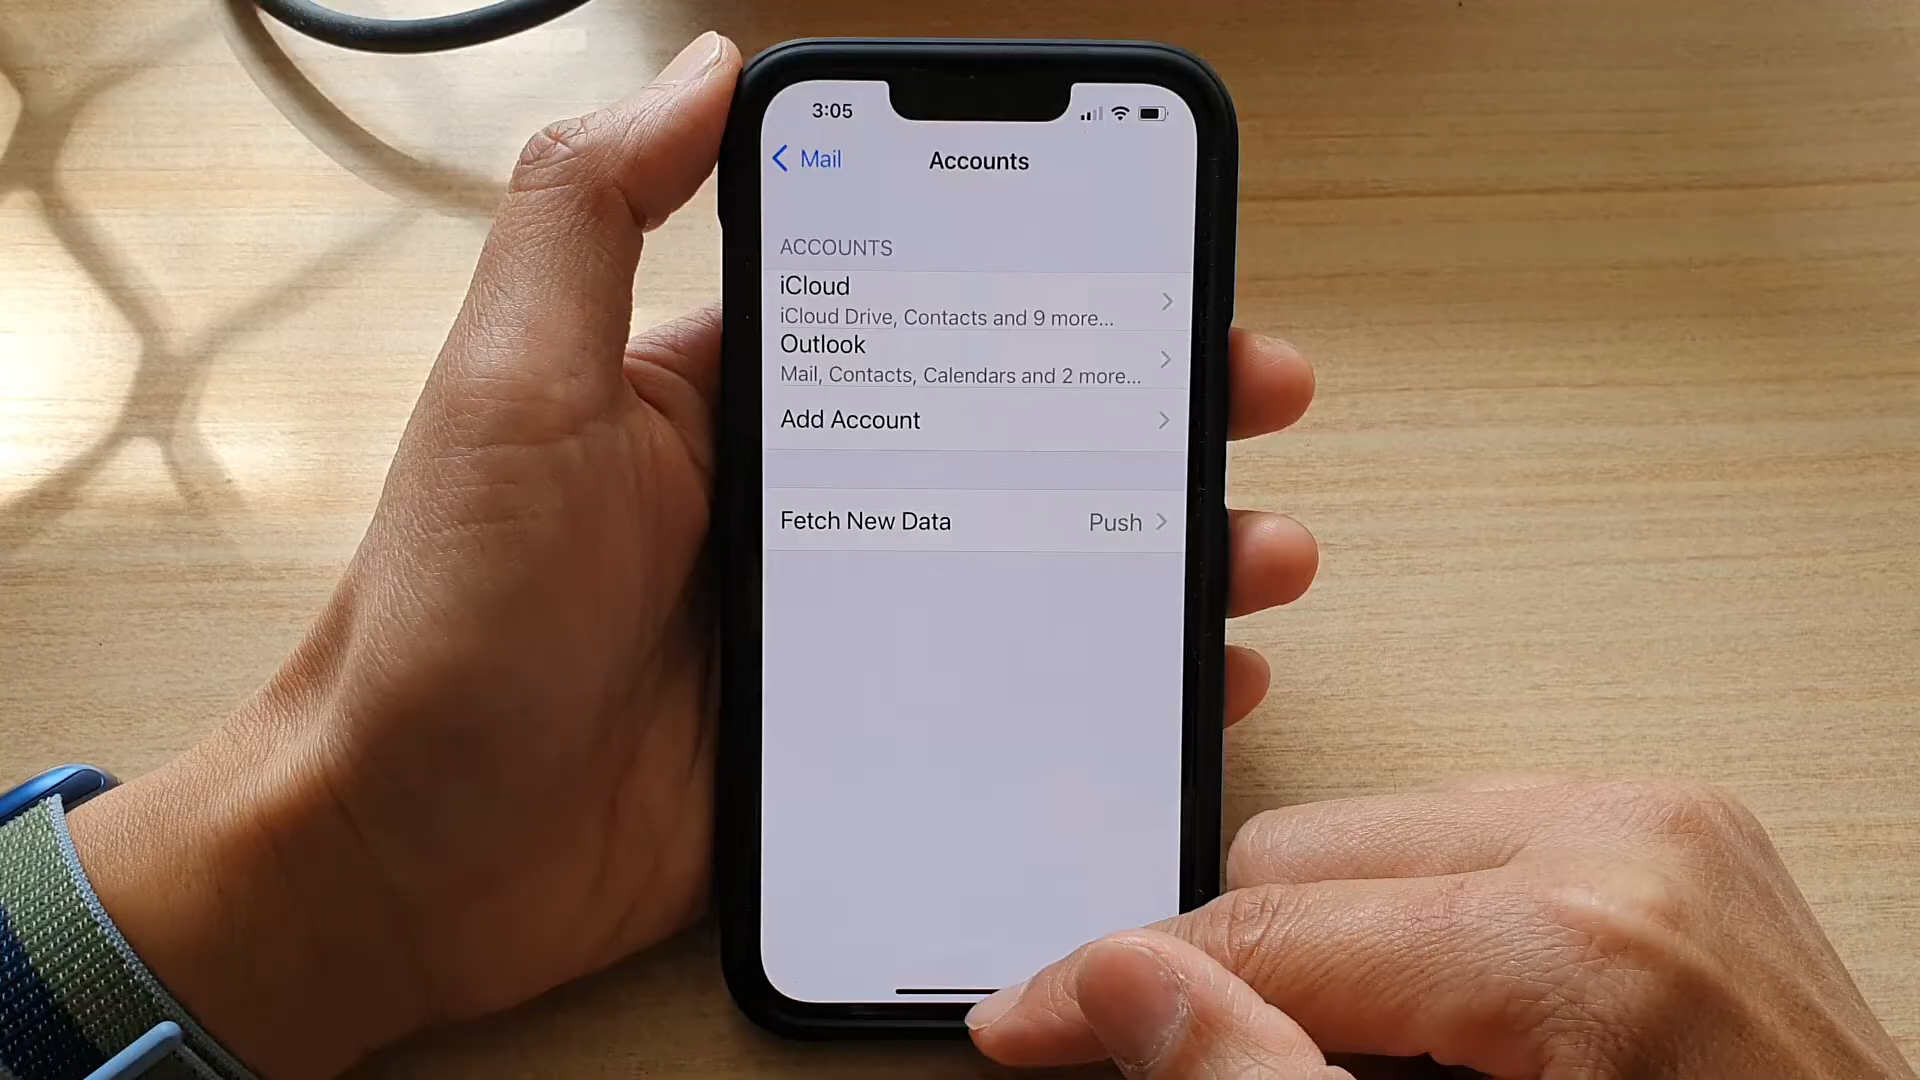 3:05
Mail
Accounts
ACCOUNTS
iCloud
iCloud Drive, Contacts and 9 more...
Outlook
Mail, Contacts, Calendars and 2 more...
Add Account
Fetch New Data Push